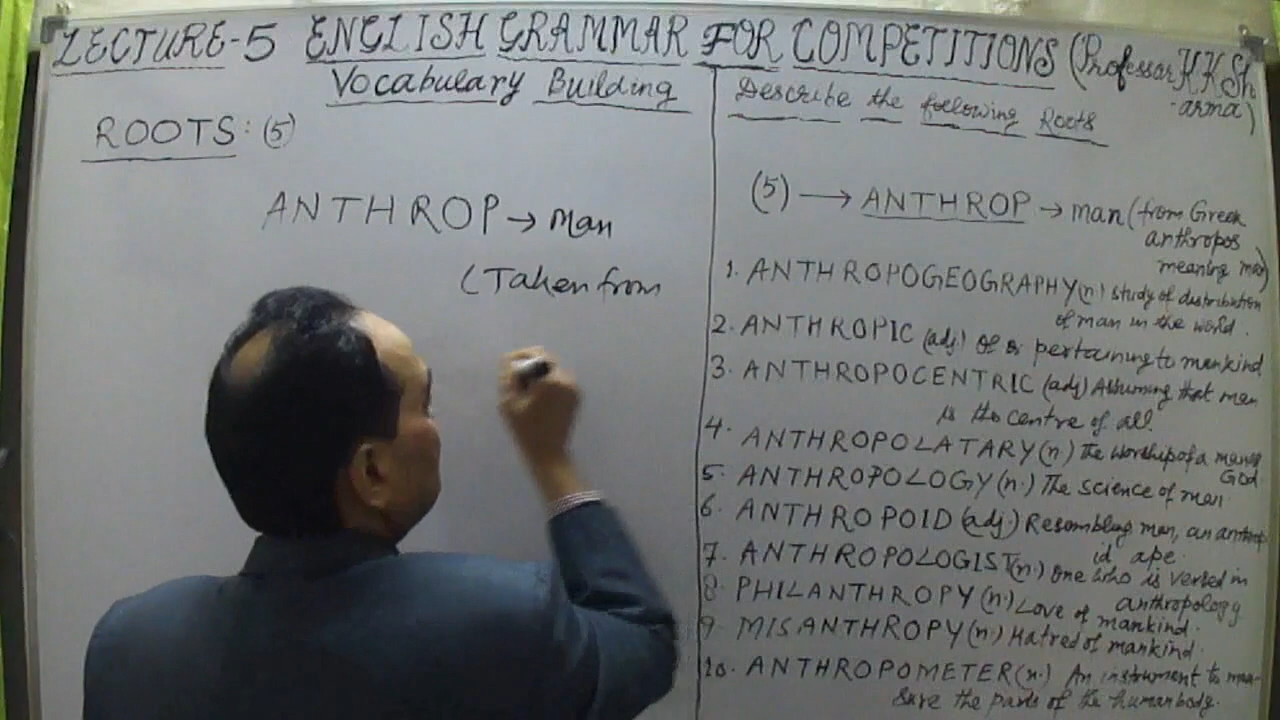 LECTURE-5 ENGLISH GRAMMAR FOR COMPETITIONS (Professor KKSh
-arma)
Vocabulary Building
ROOTS: (5)
ANTHROP → Man
(Taken from
Describe the following Roots
(5) → ANTHROP → man (from Greek
anthropos
meaning man)
1. ANTHROPOGEOGRAPHY (n) study of distribution
of man in the world.
2. ANTHROPIC (adj.) Of or pertaining to mankind
3. ANTHROPOCENTRIC (adj) Assuming that man
is the centre of all.
4. ANTHROPOLATARY (n) The worship of a man as
God.
5. ANTHROPOLOGY (n.) The science of man
6. ANTHROPOID (adj.) Resembling man, an anthropo
id ape.
7. ANTHROPOLOGIST (n.) One who is versed in
anthropology
8. PHILANTHROPY (n.) Love of mankind.
9. MISANTHROPY (n.) Hatred of mankind.
10. ANTHROPOMETER (n.) An instrument to mea-
sure the parts of the human body.